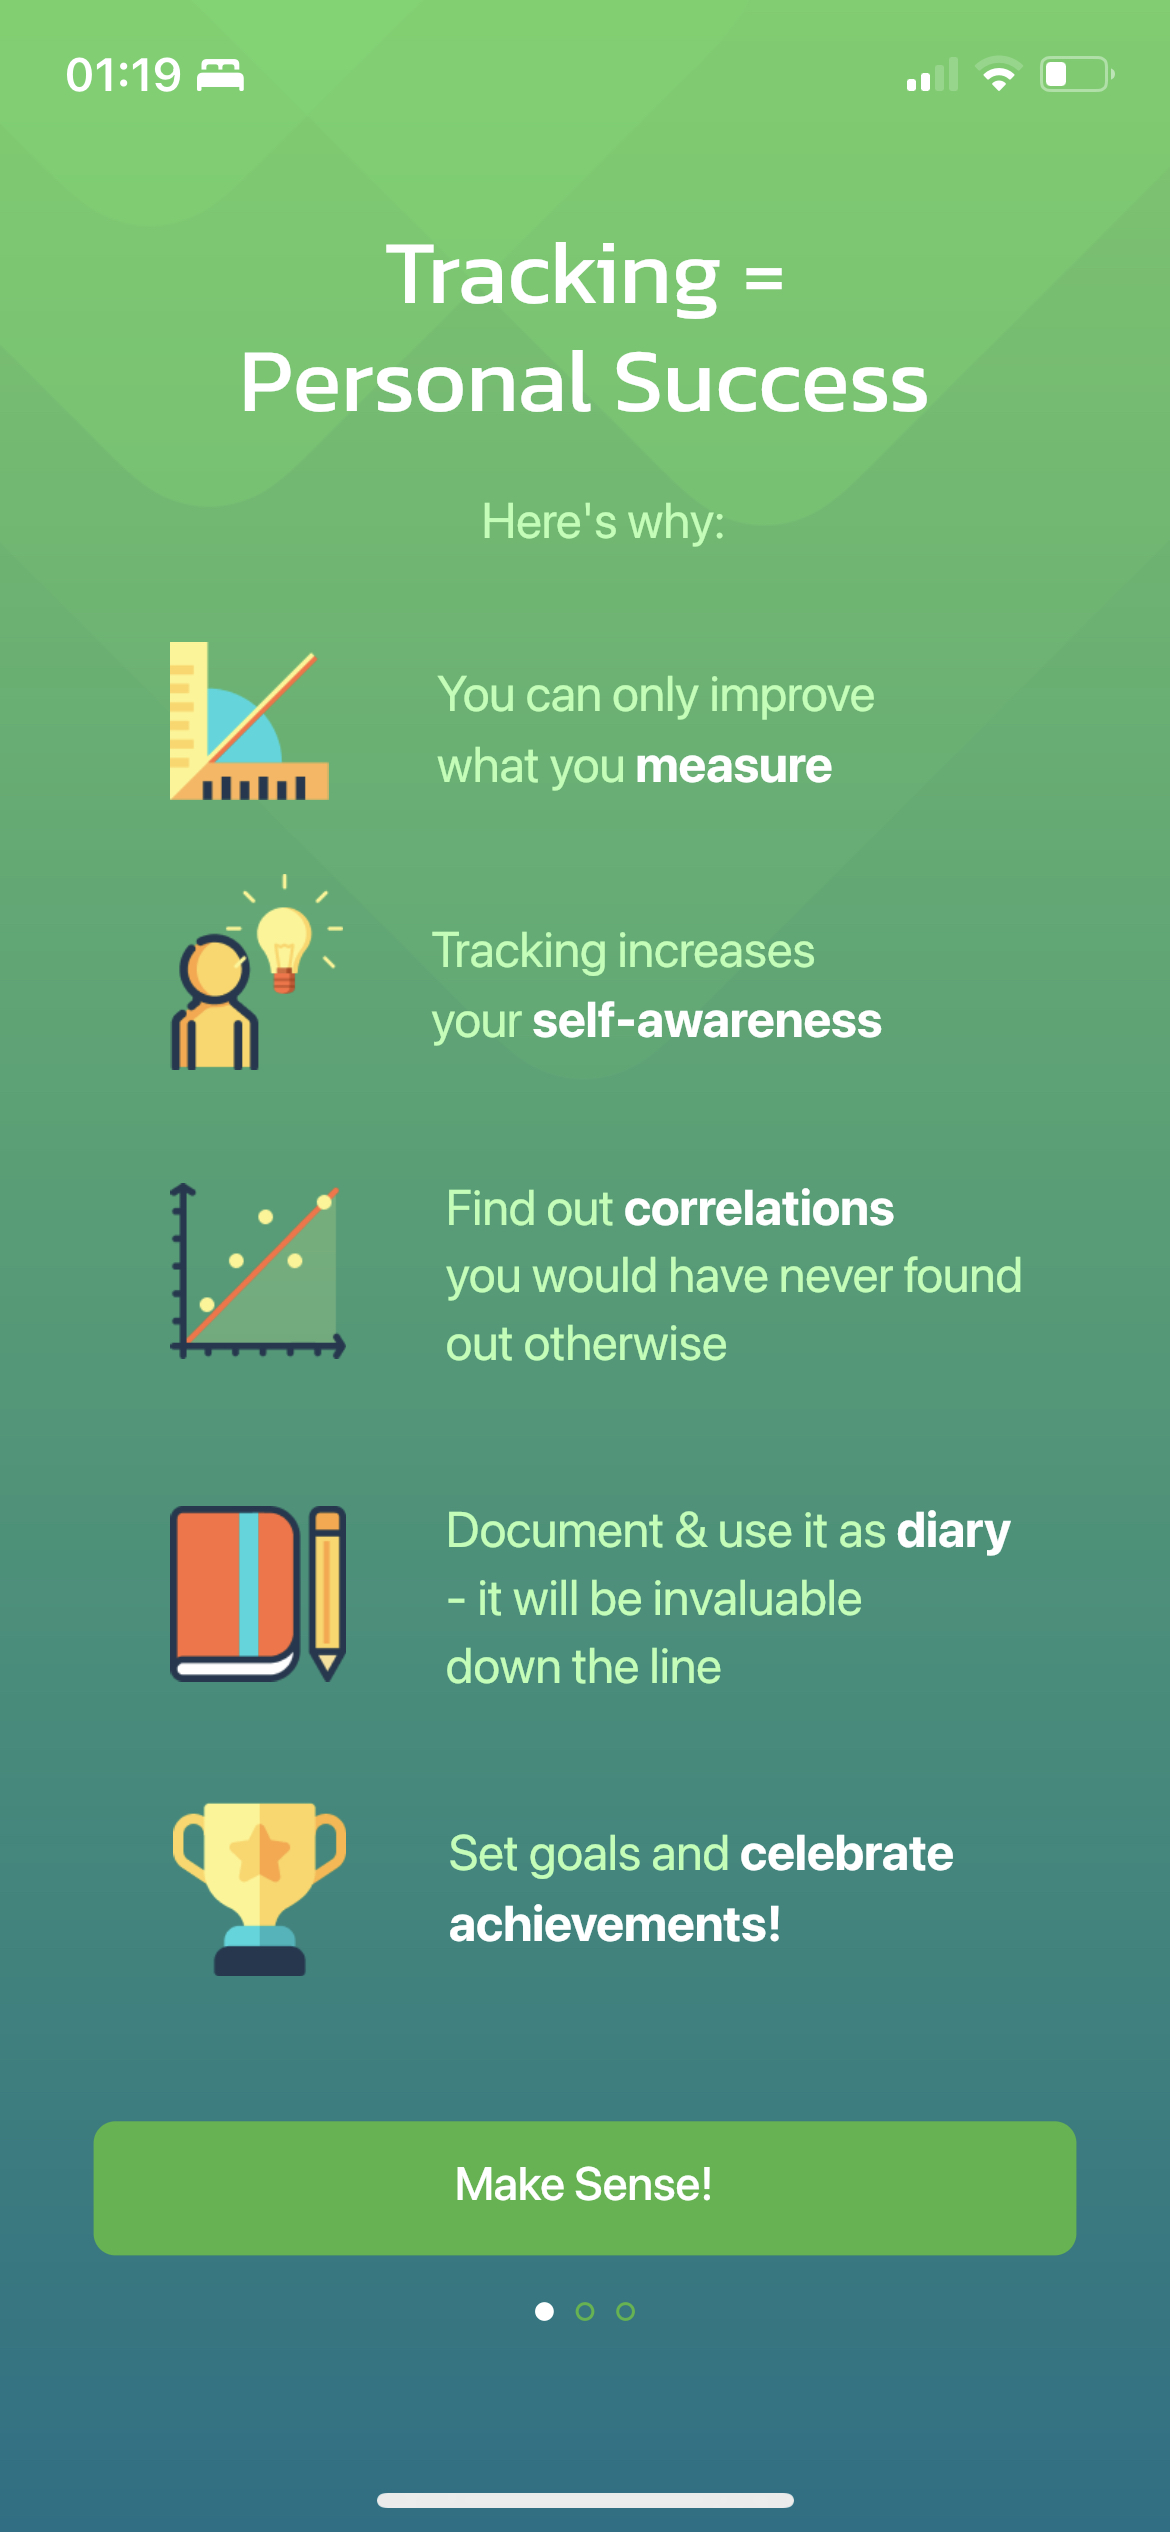 01:19
Tracking =
Personal Success
Here's why:
You can only improve
what you measure
Tracking increases
your self-awareness
Find out correlations
you would have never found
out otherwise
Document & use it as diary
- it will be invaluable
down the line
Set goals and celebrate
achievements!
Make Sense!